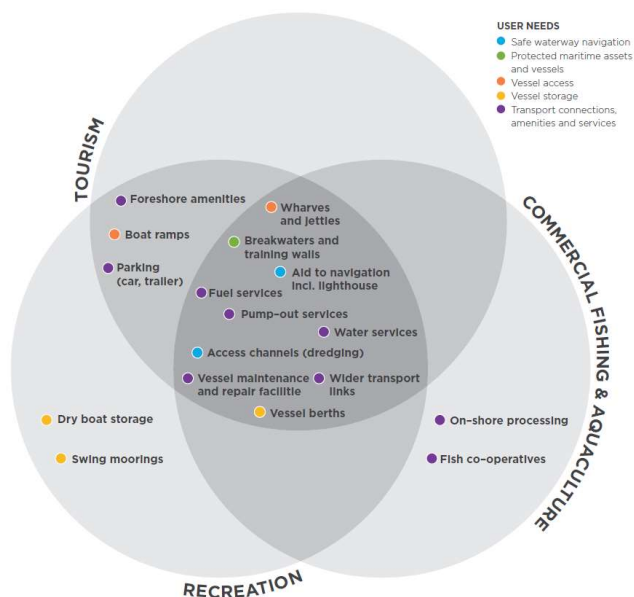 USER NEEDS
Safe waterway navigation
Protected maritime assets
and vessels
Vessel access
Vessel storage
Transport connections,
amenities and services
TOURISM
Foreshore amenities
Wharves
and jetties
Boat ramps
Breakwaters and
training walls
Parking
(car, trailer)
Aid to navigation
incl. lighthouse
Fuel services
Pump-out services
Water services
Access channels (dredging)
Vessel maintenance
and repair facilitie
Wider transport
links
Vessel berths
Dry boat storage
Swing moorings
On-shore processing
Fish co-operatives
COMMERCIAL FISHING & AQUACULTURE
RECREATION